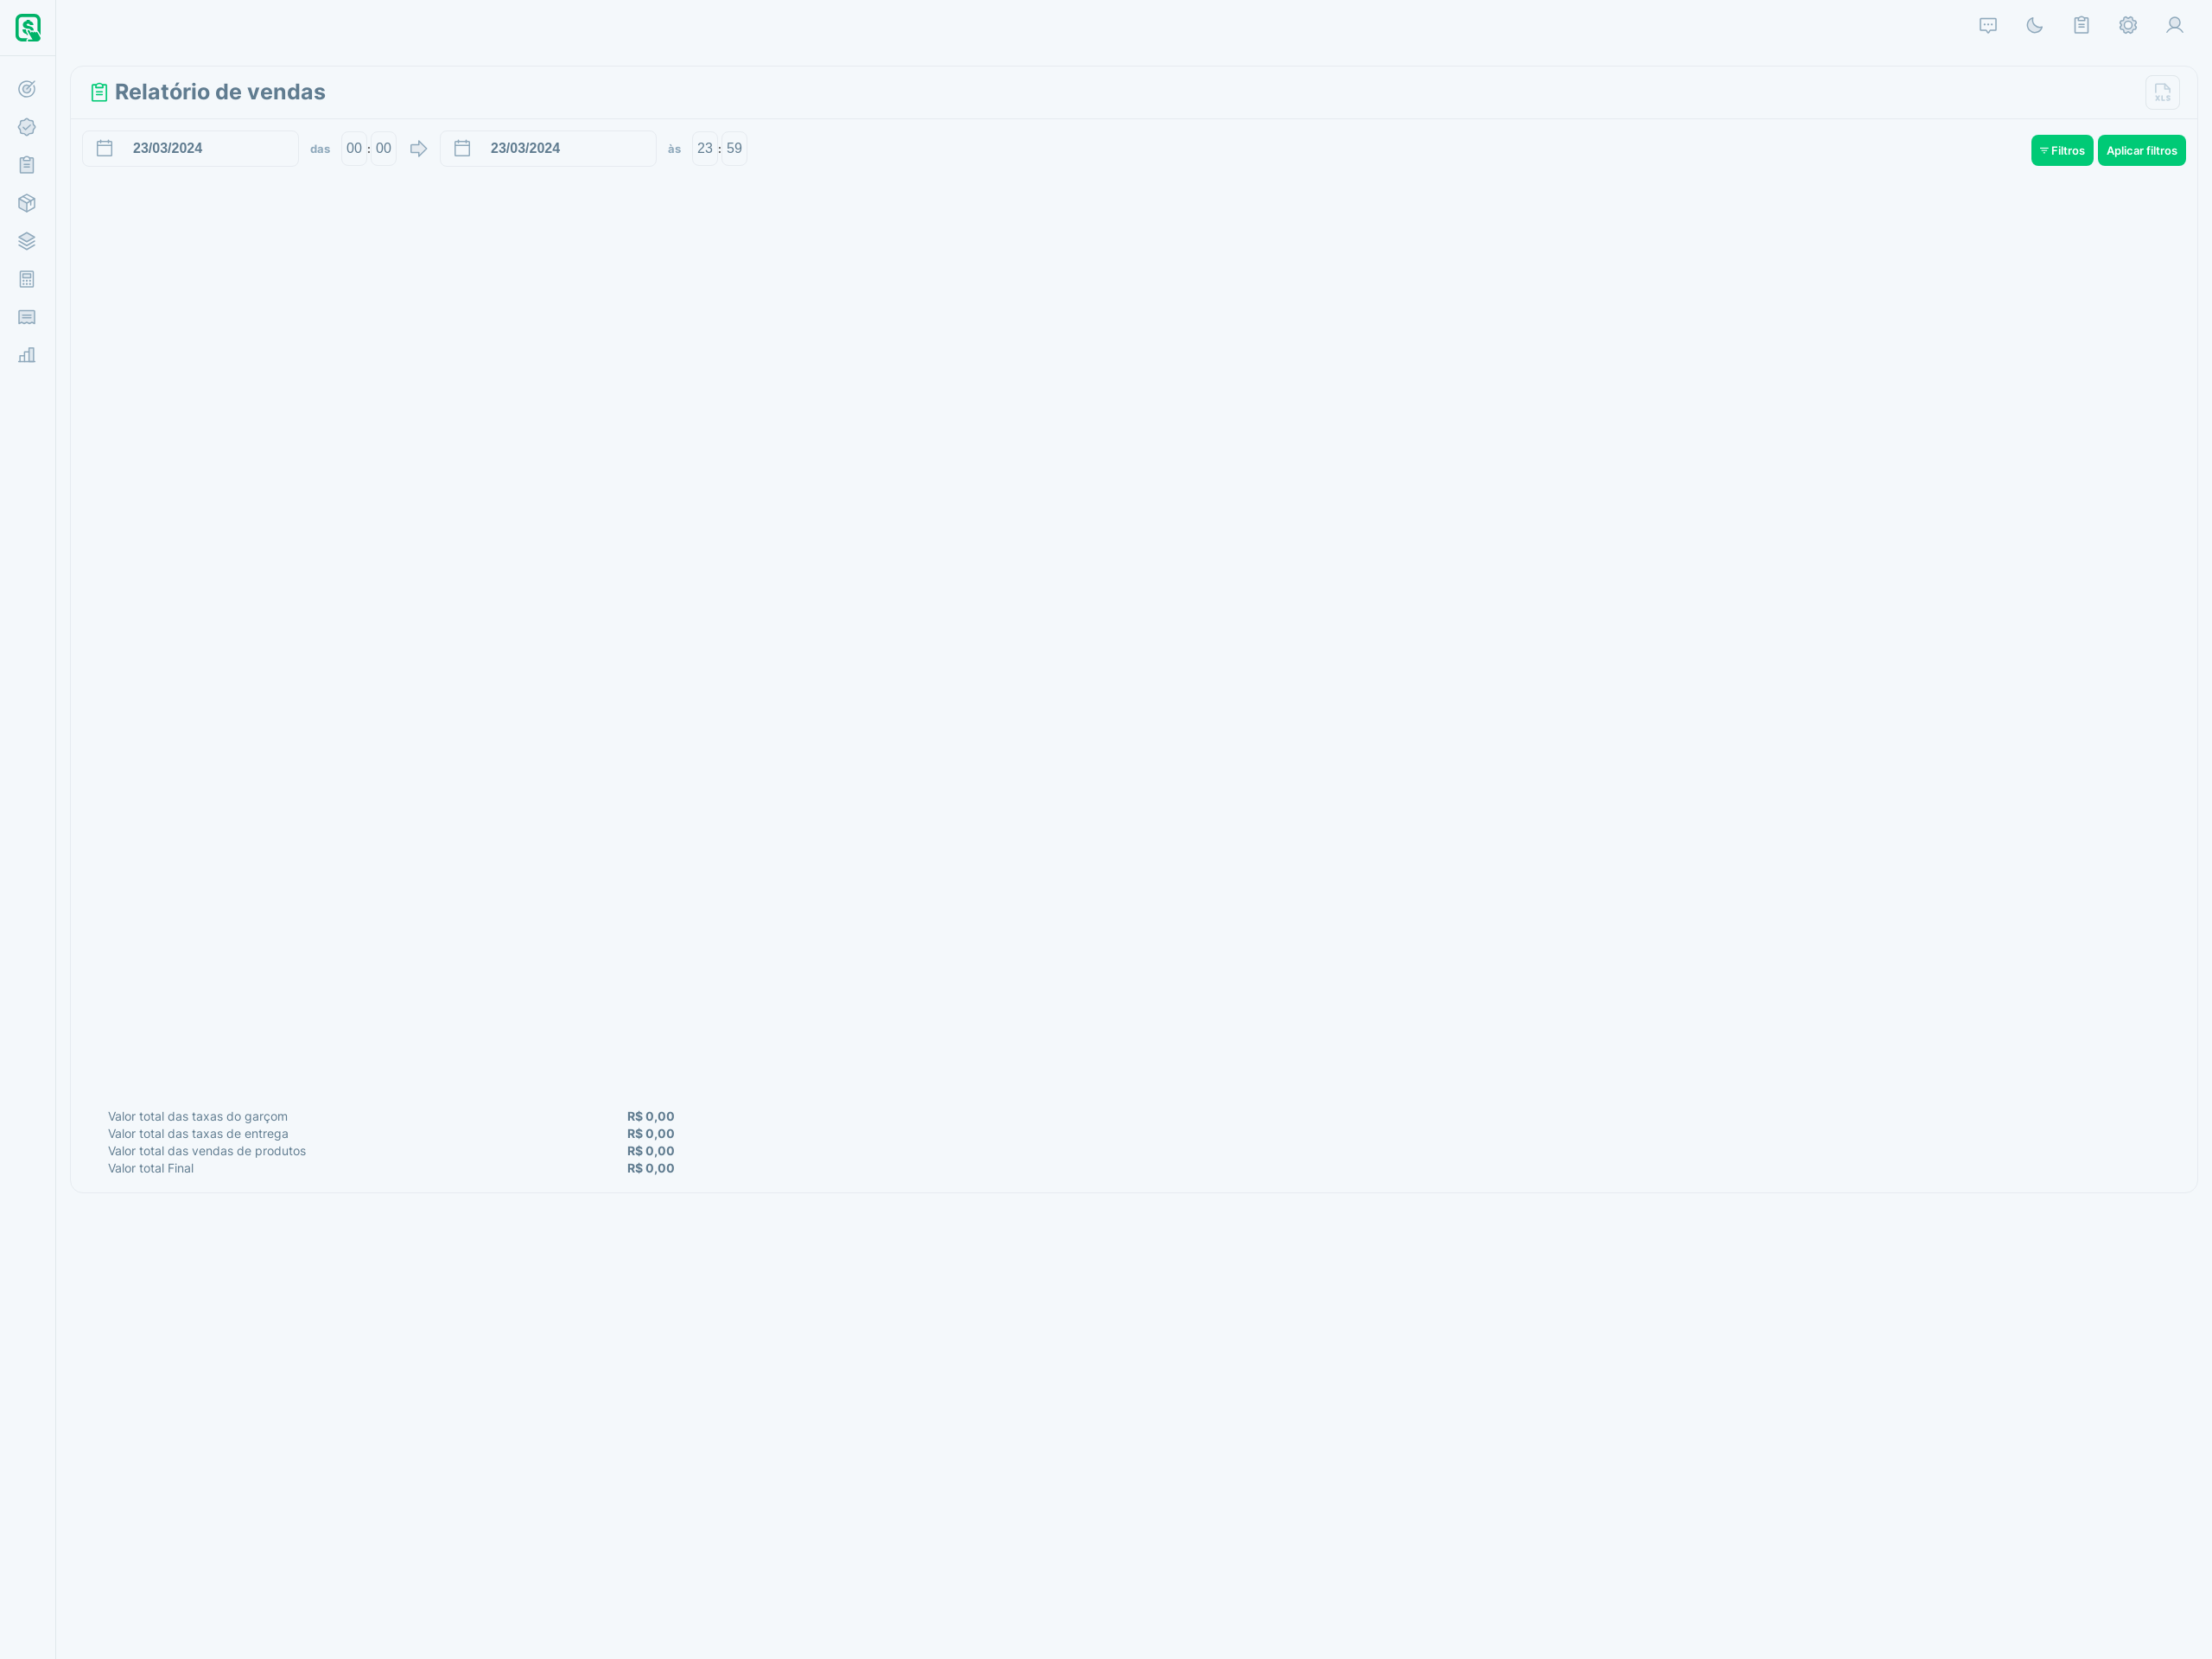 Relatório de vendas
XLS
23/03/2024 das 00 : 00 23/03/2024 às 23 : 59 Filtros Aplicar filtros
Valor total das taxas do garçom R$ 0,00
Valor total das taxas de entrega R$ 0,00
Valor total das vendas de produtos R$ 0,00
Valor total Final R$ 0,00